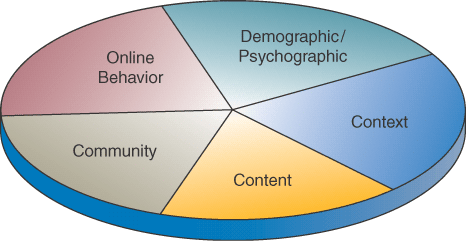 Demographic/
Psychographic
Online
Behavior
Context
Community
Content